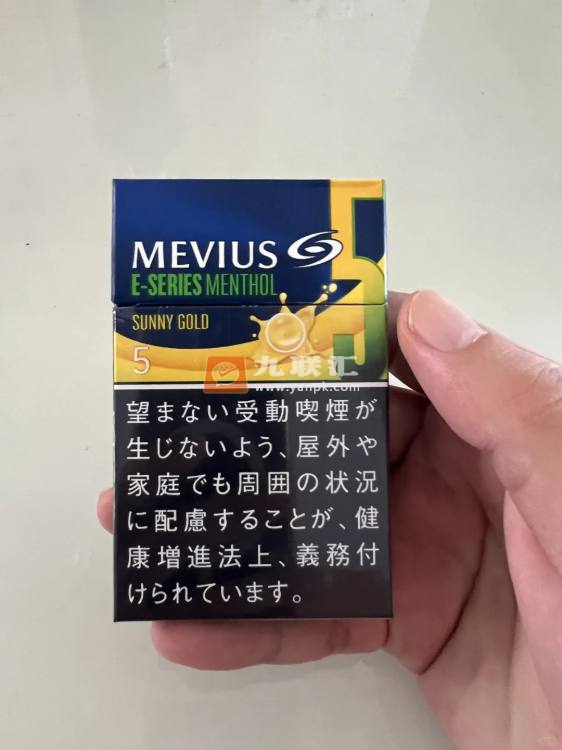 MEVIUS
E-SERIES MENTHOL
SUNNY GOLD
5
5
九联汇
www.yanpk.com
望まない受動喫煙が
生じないよう、屋外や
家庭でも周囲の状況
に配慮することが、健
康増進法上、義務付
けられています。